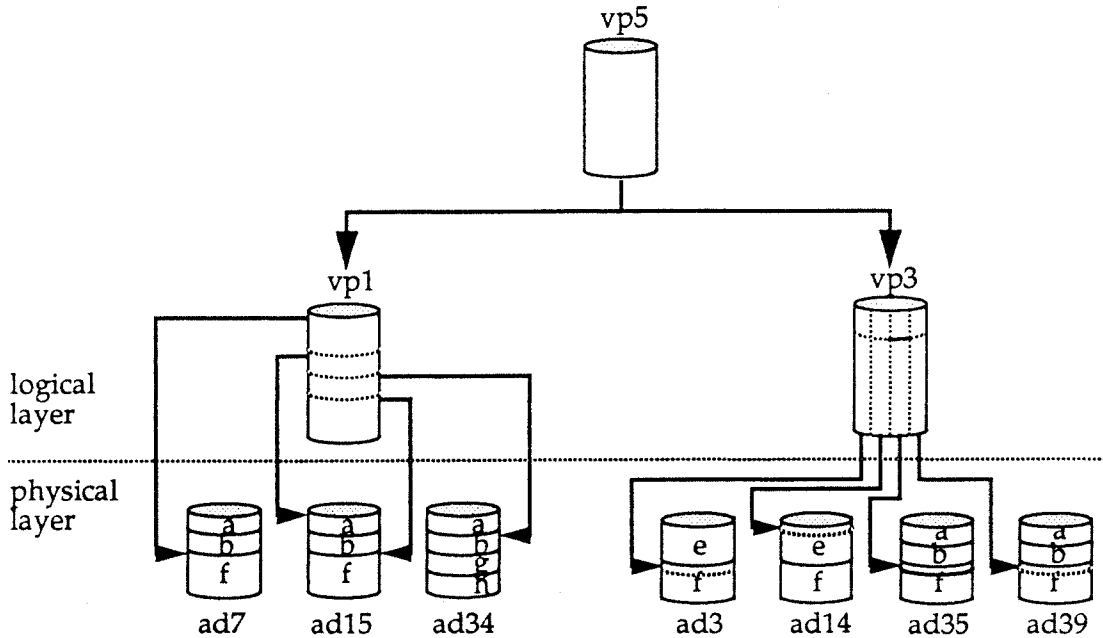 vp5
vp1
vp3
logical
layer
physical
layer
a
b
f
a
b
f
a
b
g
h
e
f
e
f
a
b
f
a
b
f
ad7
ad15
ad34
ad3
ad14
ad35
ad39